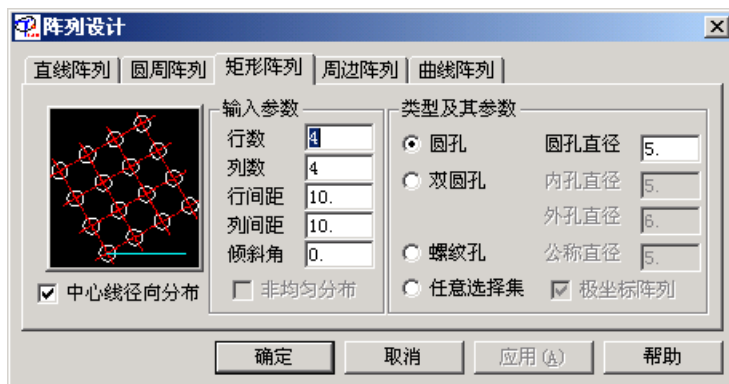 阵列设计
直线阵列 圆周阵列 矩形阵列 周边阵列 曲线阵列
输入参数
行数 4
列数 4
行间距 10.
列间距 10.
倾斜角 0.
非均匀分布
中心线径向分布
类型及其参数
圆孔 圆孔直径 5.
双圆孔 内孔直径 5.
外孔直径 6.
螺纹孔 公称直径 5.
任意选择集 极坐标阵列
确定 取消 应用(A) 帮助